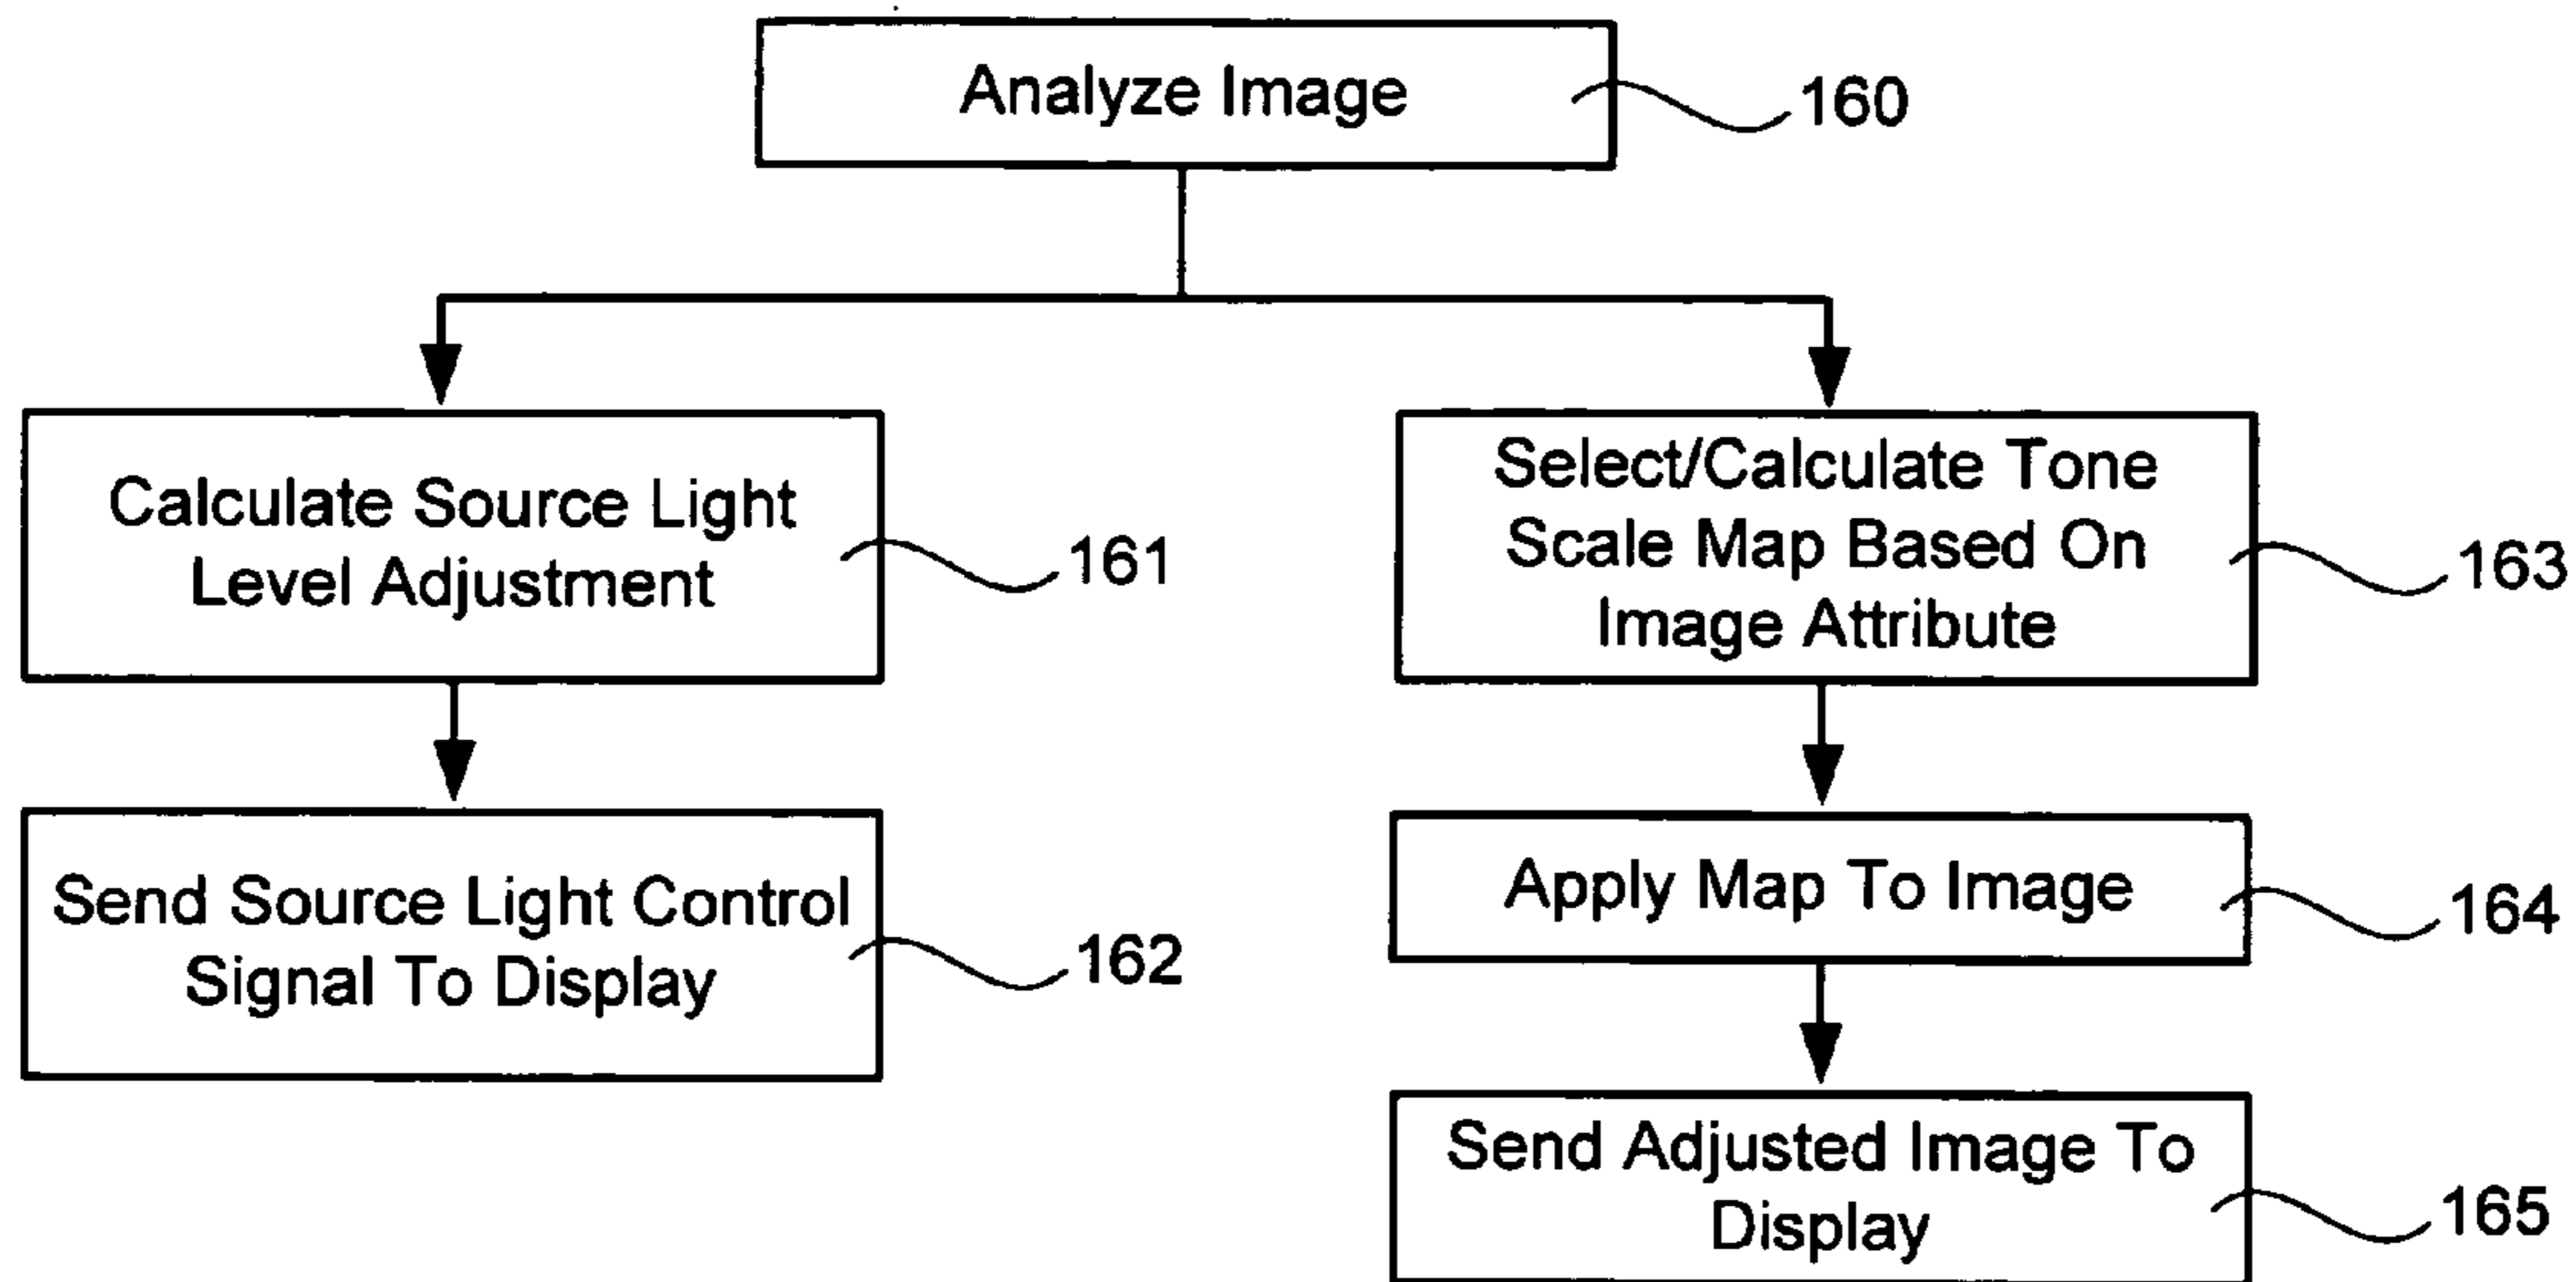 Analyze Image
160
Calculate Source Light
Level Adjustment
161
Select/Calculate Tone
Scale Map Based On
Image Attribute
163
Send Source Light Control
Signal To Display
162
Apply Map To Image
164
Send Adjusted Image To
Display
165